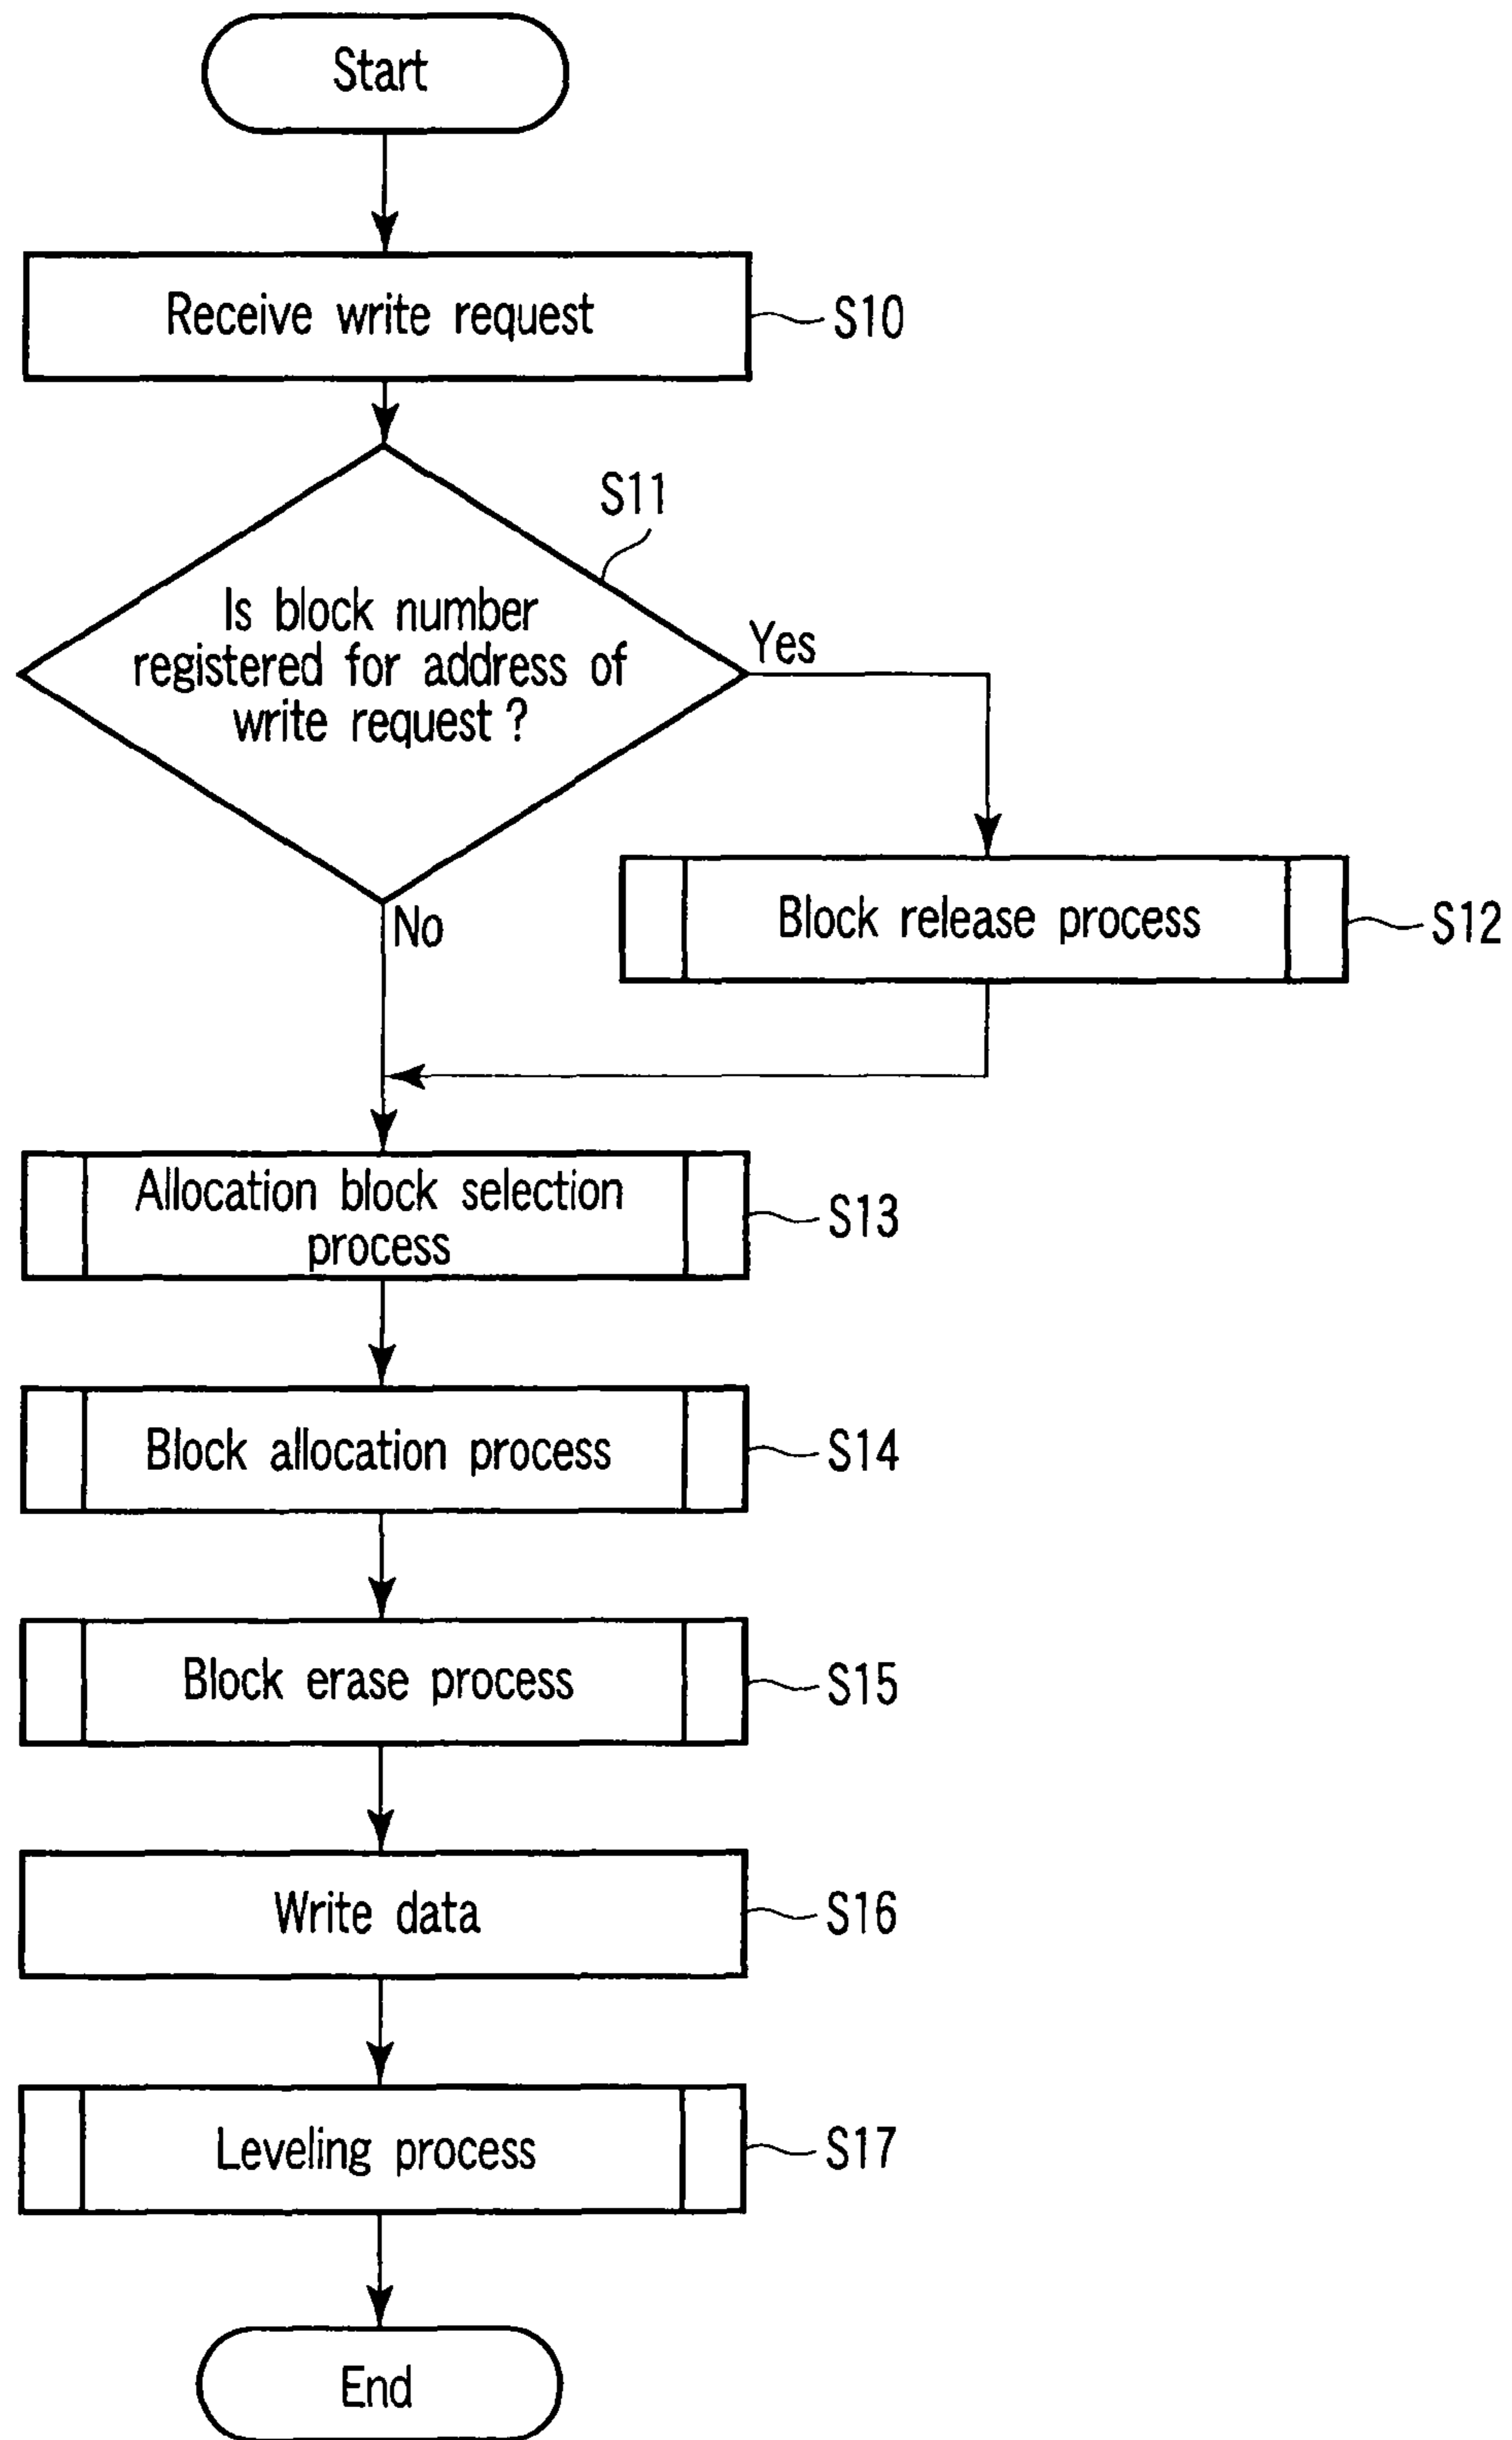 Start
Receive write request
S10
S11
Is block number
registered for address of
write request ?
Yes
No
Block release process
S12
Allocation block selection
process
S13
Block allocation process
S14
Block erase process
S15
Write data
S16
Leveling process
S17
End